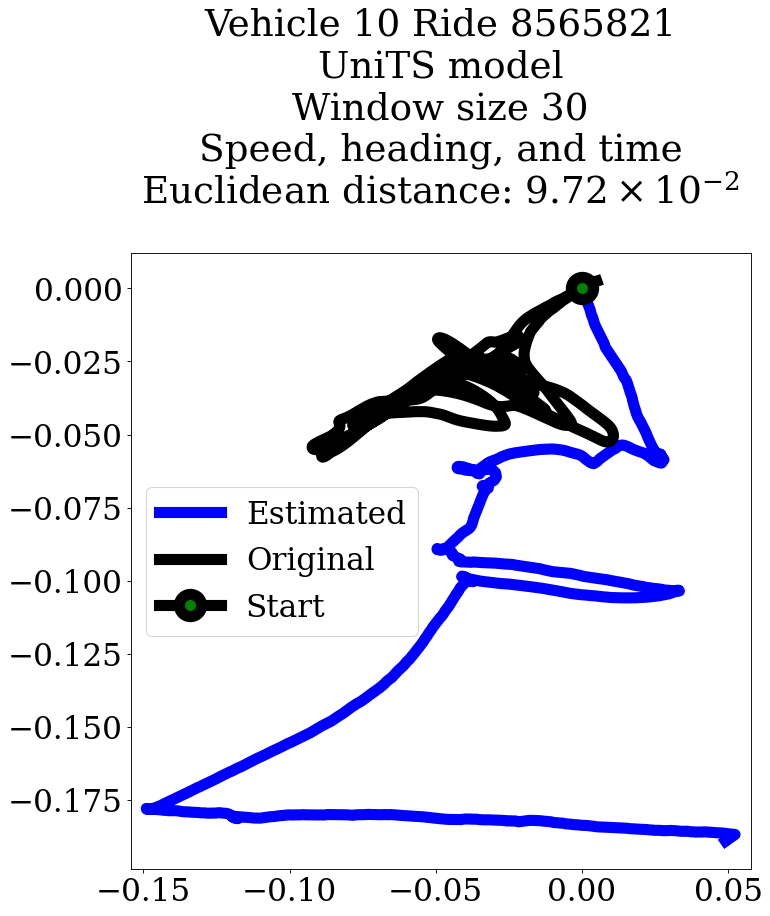 Vehicle 10 Ride 8565821
UniTS model
Window size 30
Speed, heading, and time
Euclidean distance: 9.72 × 10⁻²
0.000
−0.025
−0.050
−0.075
−0.100
−0.125
−0.150
−0.175
Estimated
Original
Start
−0.15 −0.10 −0.05 0.00 0.05